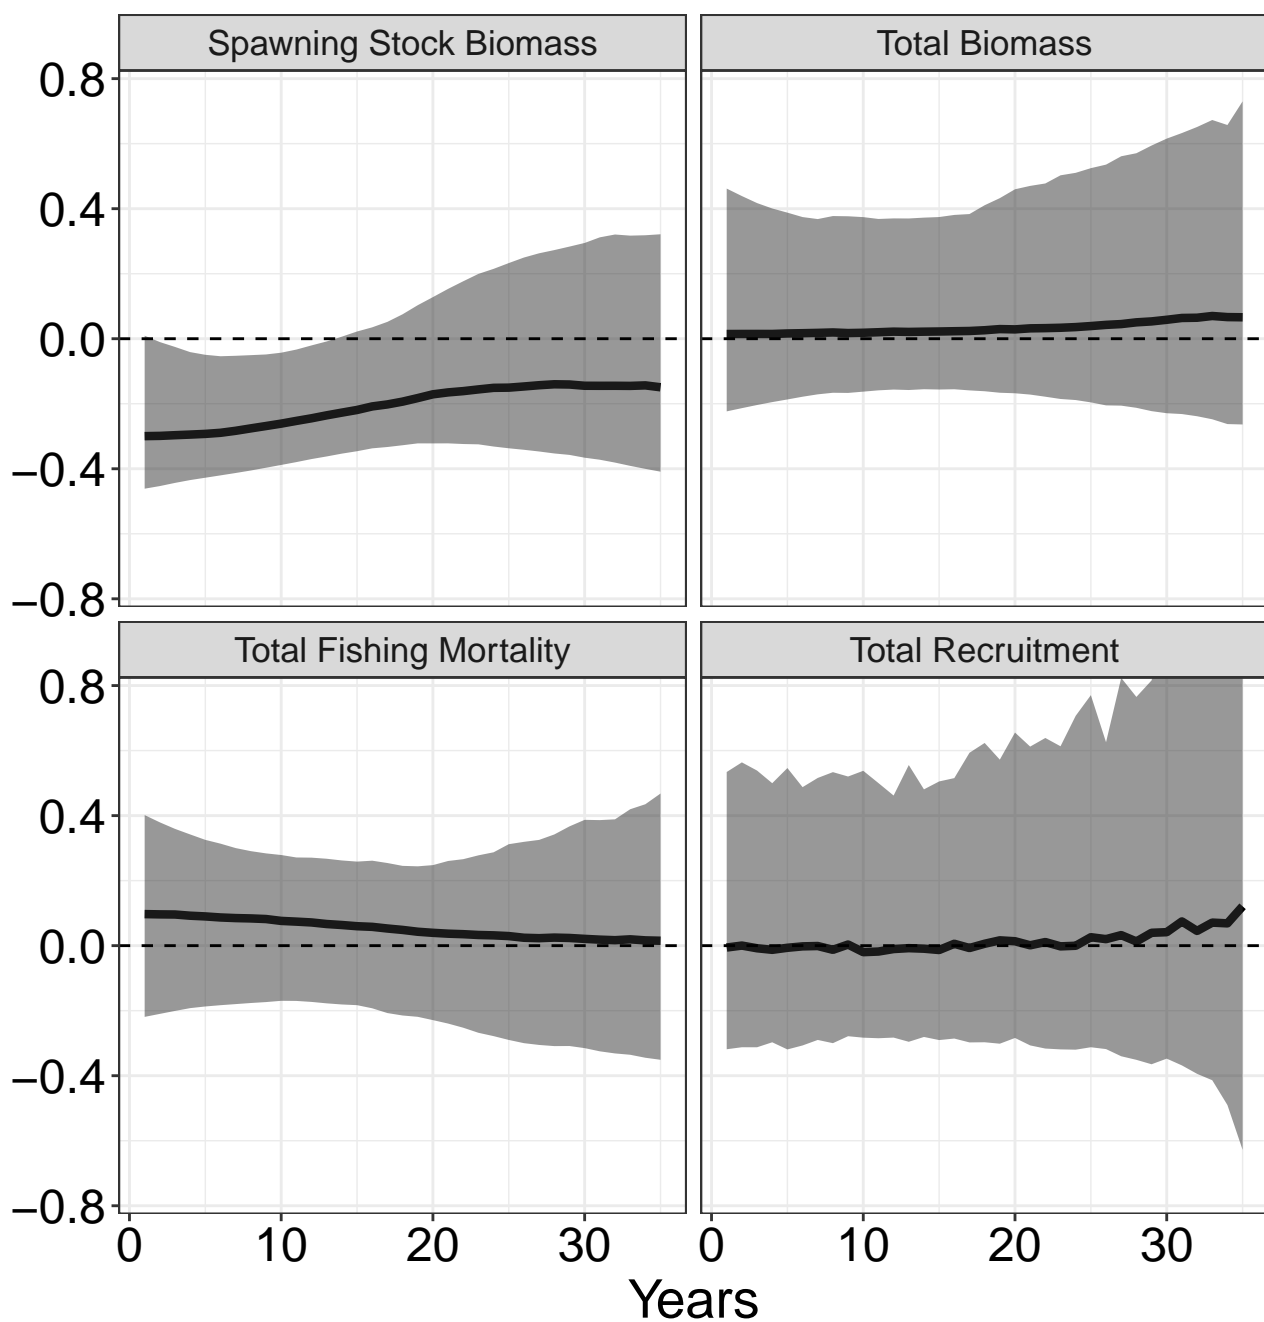 Spawning Stock Biomass
Total Biomass
0.8
0.4
0.0
−0.4
−0.8
Total Fishing Mortality
Total Recruitment
0.8
0.4
0.0
−0.4
−0.8
0 10 20 30 0 10 20 30
Years